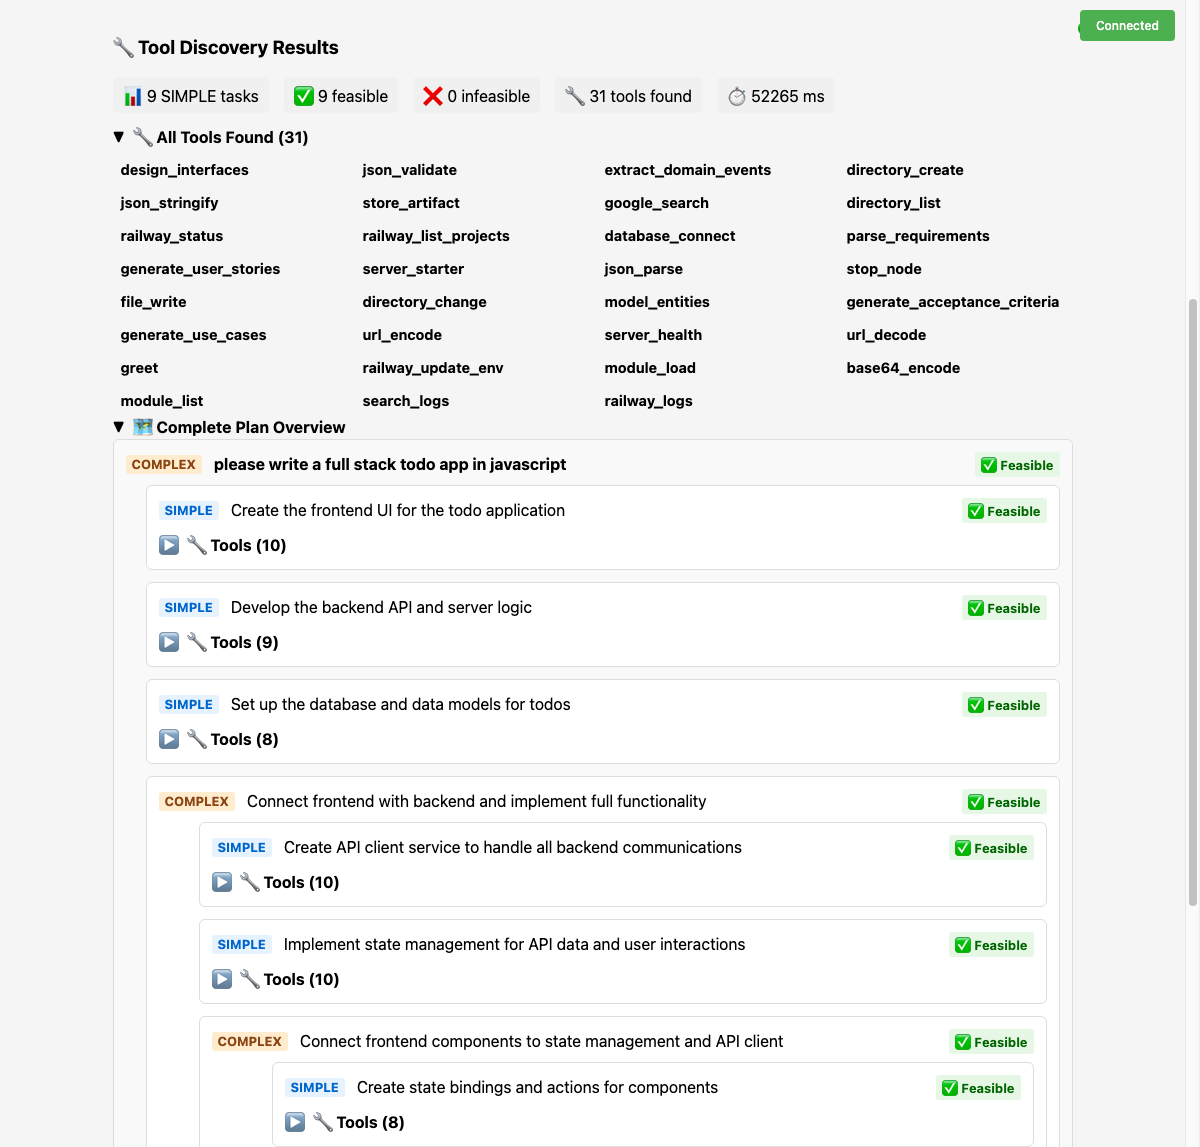 Connected
🔧 Tool Discovery Results
📊 9 SIMPLE tasks ✅ 9 feasible ❌ 0 infeasible 🔧 31 tools found ⏱️ 52265 ms
▼ 🔧 All Tools Found (31)
design_interfaces json_validate extract_domain_events directory_create
json_stringify store_artifact google_search directory_list
railway_status railway_list_projects database_connect parse_requirements
generate_user_stories server_starter json_parse stop_node
file_write directory_change model_entities generate_acceptance_criteria
generate_use_cases url_encode server_health url_decode
greet railway_update_env module_load base64_encode
module_list search_logs railway_logs
▼ 🗺️ Complete Plan Overview
COMPLEX please write a full stack todo app in javascript ✅ Feasible
SIMPLE Create the frontend UI for the todo application ✅ Feasible
▶️ 🔧 Tools (10)
SIMPLE Develop the backend API and server logic ✅ Feasible
▶️ 🔧 Tools (9)
SIMPLE Set up the database and data models for todos ✅ Feasible
▶️ 🔧 Tools (8)
COMPLEX Connect frontend with backend and implement full functionality ✅ Feasible
SIMPLE Create API client service to handle all backend communications ✅ Feasible
▶️ 🔧 Tools (10)
SIMPLE Implement state management for API data and user interactions ✅ Feasible
▶️ 🔧 Tools (10)
COMPLEX Connect frontend components to state management and API client ✅ Feasible
SIMPLE Create state bindings and actions for components ✅ Feasible
▶️ 🔧 Tools (8)